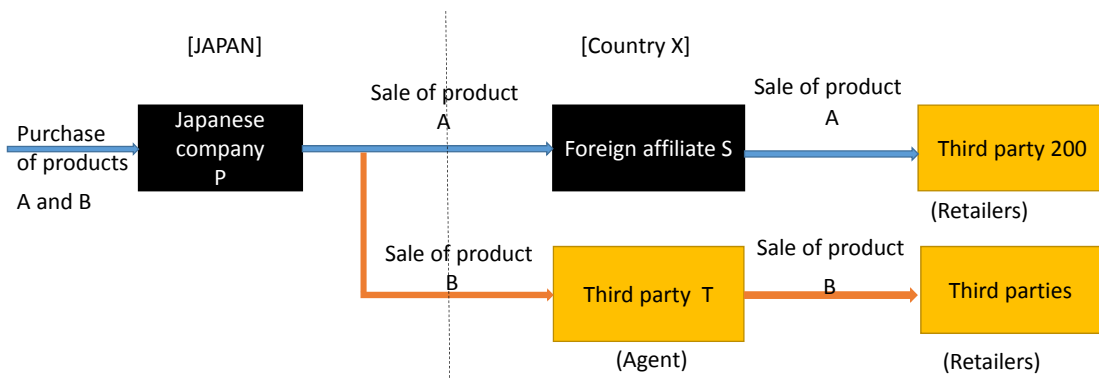 [JAPAN]
[Country X]
Purchase
of products
A and B
Japanese
company
P
Sale of product
A
Foreign affiliate S
Sale of product
A
Third party 200
(Retailers)
Sale of product
B
Third party T
(Agent)
Sale of product
B
Third parties
(Retailers)